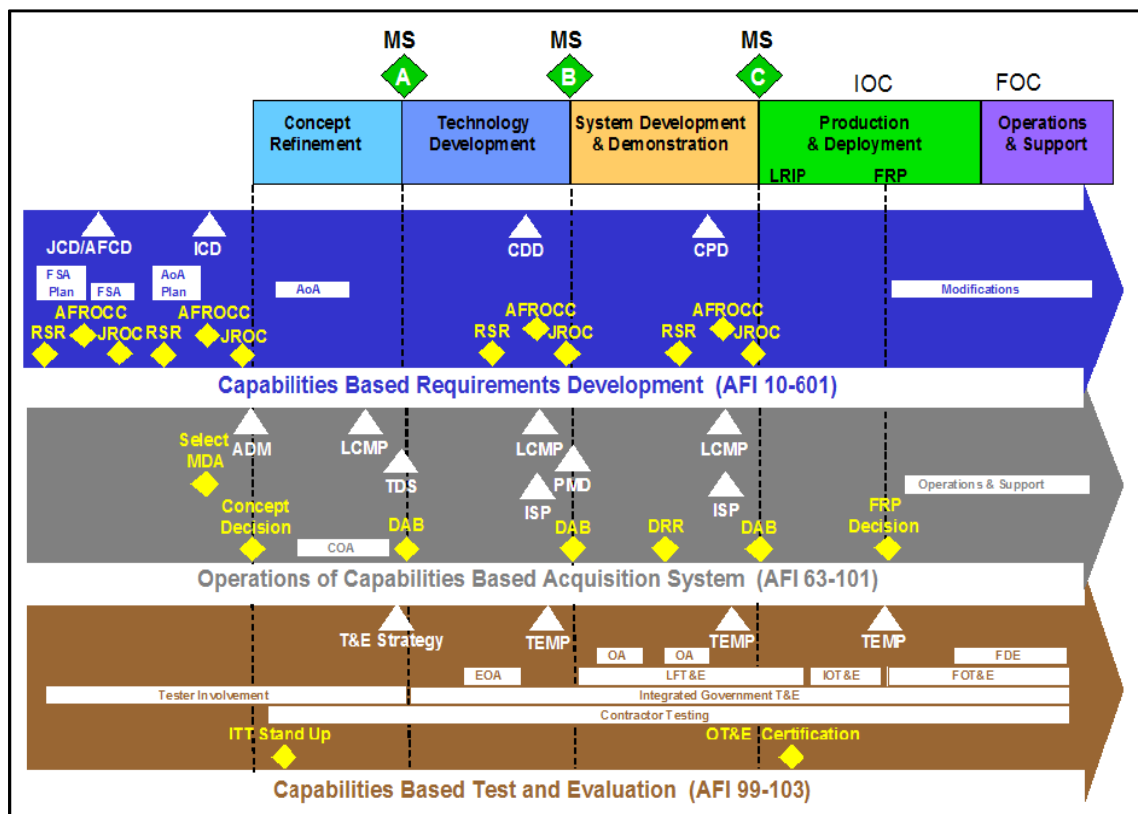 MS
MS
MS
A
B
C
IOC
FOC
Concept
Refinement
Technology
Development
System Development
& Demonstration
Production
& Deployment
Operations
& Support
LRIP
FRP
JCD/AFCD
ICD
CDD
CPD
FSA
Plan
FSA
AoA
Plan
AoA
Modifications
AFROCC
AFROCC
AFROCC
AFROCC
RSR
JROC
RSR
JROC
RSR
JROC
RSR
JROC
Capabilities Based Requirements Development (AFI 10-601)
Select
MDA
ADM
LCMP
TDS
LCMP
PMD
LCMP
ISP
ISP
Operations & Support
Concept
Decision
COA
DAB
DAB
DRR
DAB
FRP
Decision
Operations of Capabilities Based Acquisition System (AFI 63-101)
T&E Strategy
TEMP
TEMP
TEMP
OA
OA
FDE
EOA
LFT&E
IOT&E
FOT&E
Tester Involvement
Integrated Government T&E
Contractor Testing
ITT Stand Up
OT&E Certification
Capabilities Based Test and Evaluation (AFI 99-103)